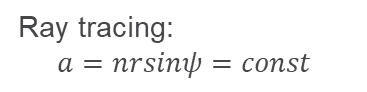 Ray tracing:
𝑎 = 𝑛𝑟𝑠𝑖𝑛𝜓 = 𝑐𝑜𝑛𝑠𝑡